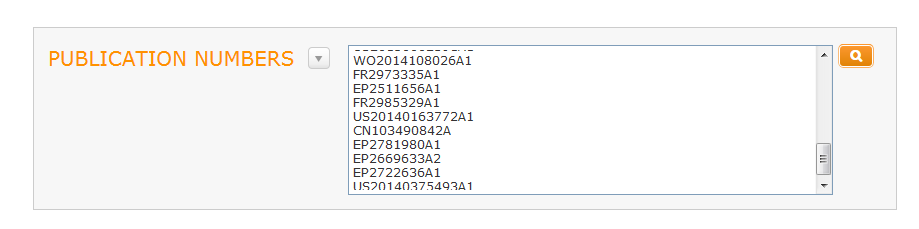 PUBLICATION NUMBERS
WO2014108026A1
FR2973335A1
EP2511656A1
FR2985329A1
US20140163772A1
CN103490842A
EP2781980A1
EP2669633A2
EP2722636A1
US20140375493A1